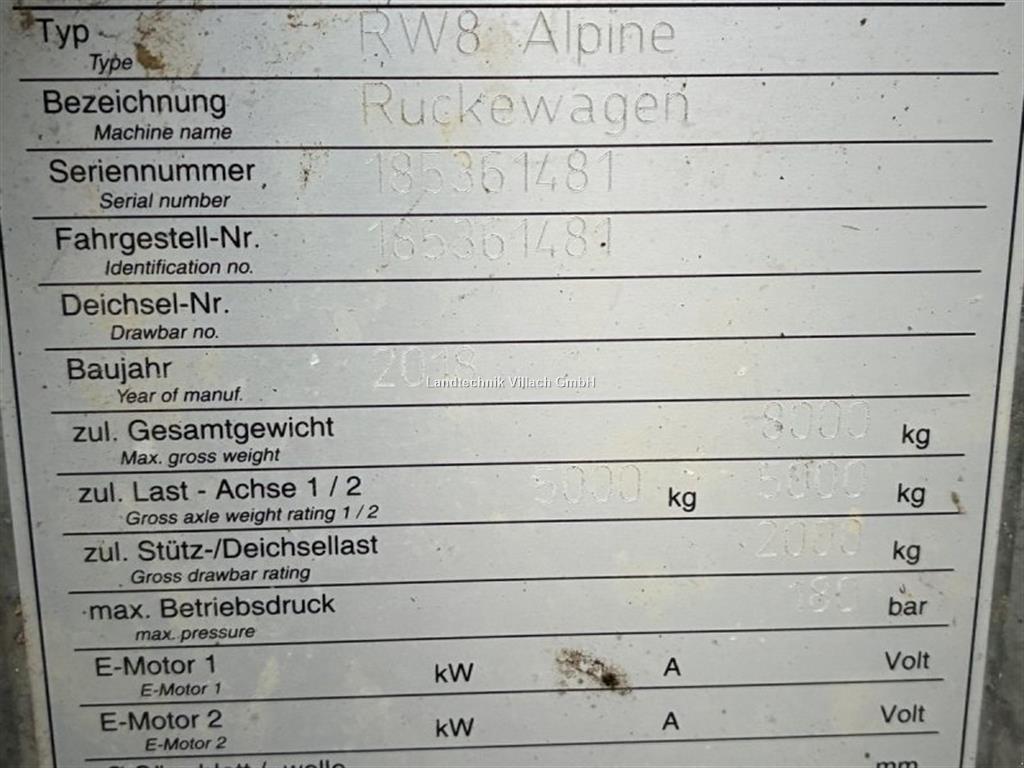 Typ RW8 Alpine
Type
Bezeichnung Rückewagen
Machine name
Seriennummer 185361481
Serial number
Fahrgestell-Nr. 185361481
Identification no.
Deichsel-Nr.
Drawbar no.
Baujahr 2018
Landtechnik Villach GmbH
Year of manuf.
zul. Gesamtgewicht 8000 kg
Max. gross weight
zul. Last - Achse 1 / 2 5000 kg 5000 kg
Gross axle weight rating 1 / 2
zul. Stütz-/Deichsellast 2000 kg
Gross drawbar rating
max. Betriebsdruck 180 bar
max. pressure
E-Motor 1 kW A Volt
E-Motor 1
E-Motor 2 kW A Volt
E-Motor 2
mm